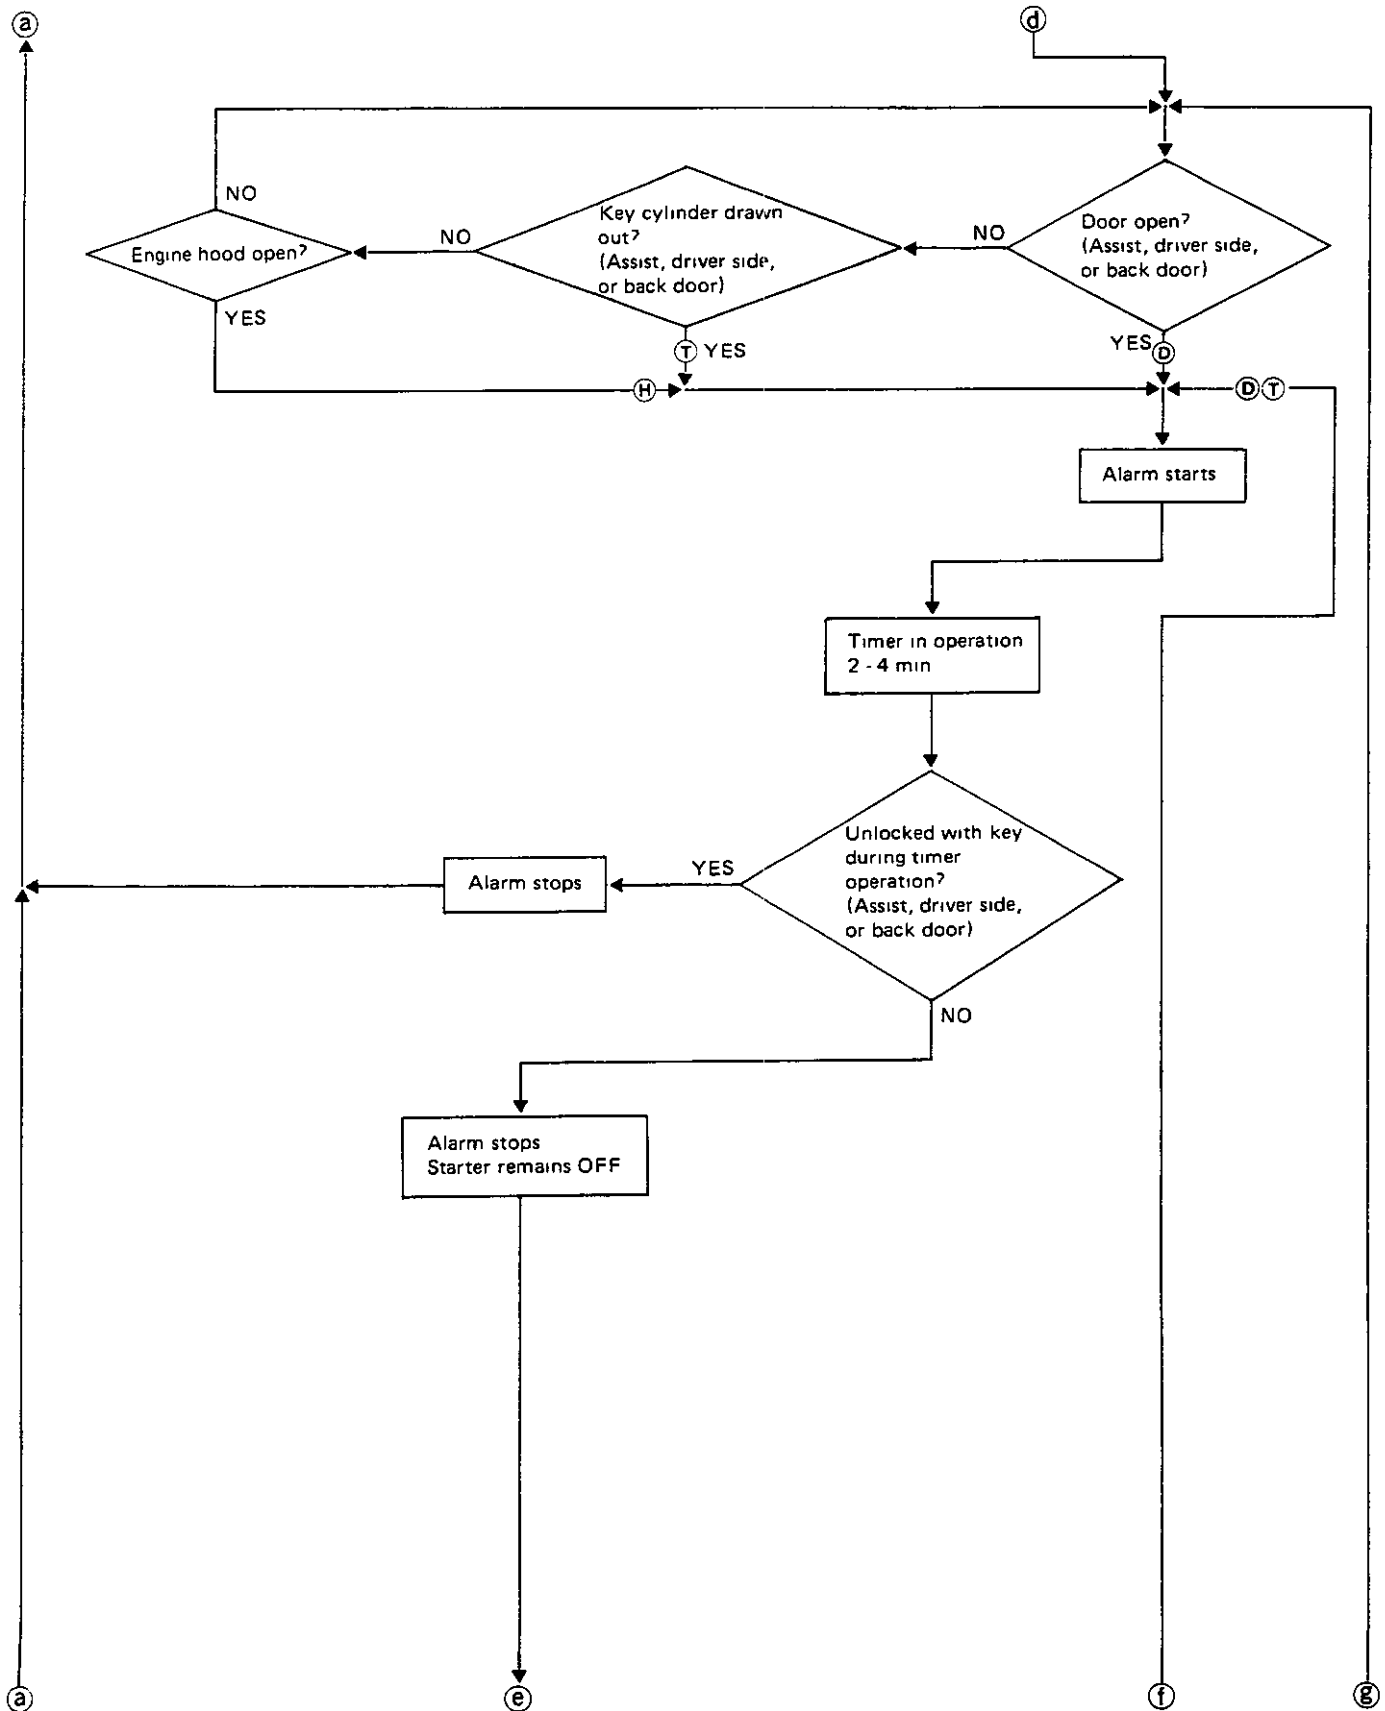 a
d
NO
Key cylinder drawn
out?
(Assist, driver side,
or back door)
Door open?
(Assist, driver side,
or back door)
NO
NO
Engine hood open?
YES
T YES
YES D
H
D T
Alarm starts
Timer in operation
2 - 4 min
Unlocked with key
during timer
operation?
(Assist, driver side,
or back door)
YES
Alarm stops
NO
Alarm stops
Starter remains OFF
a
e
f
g